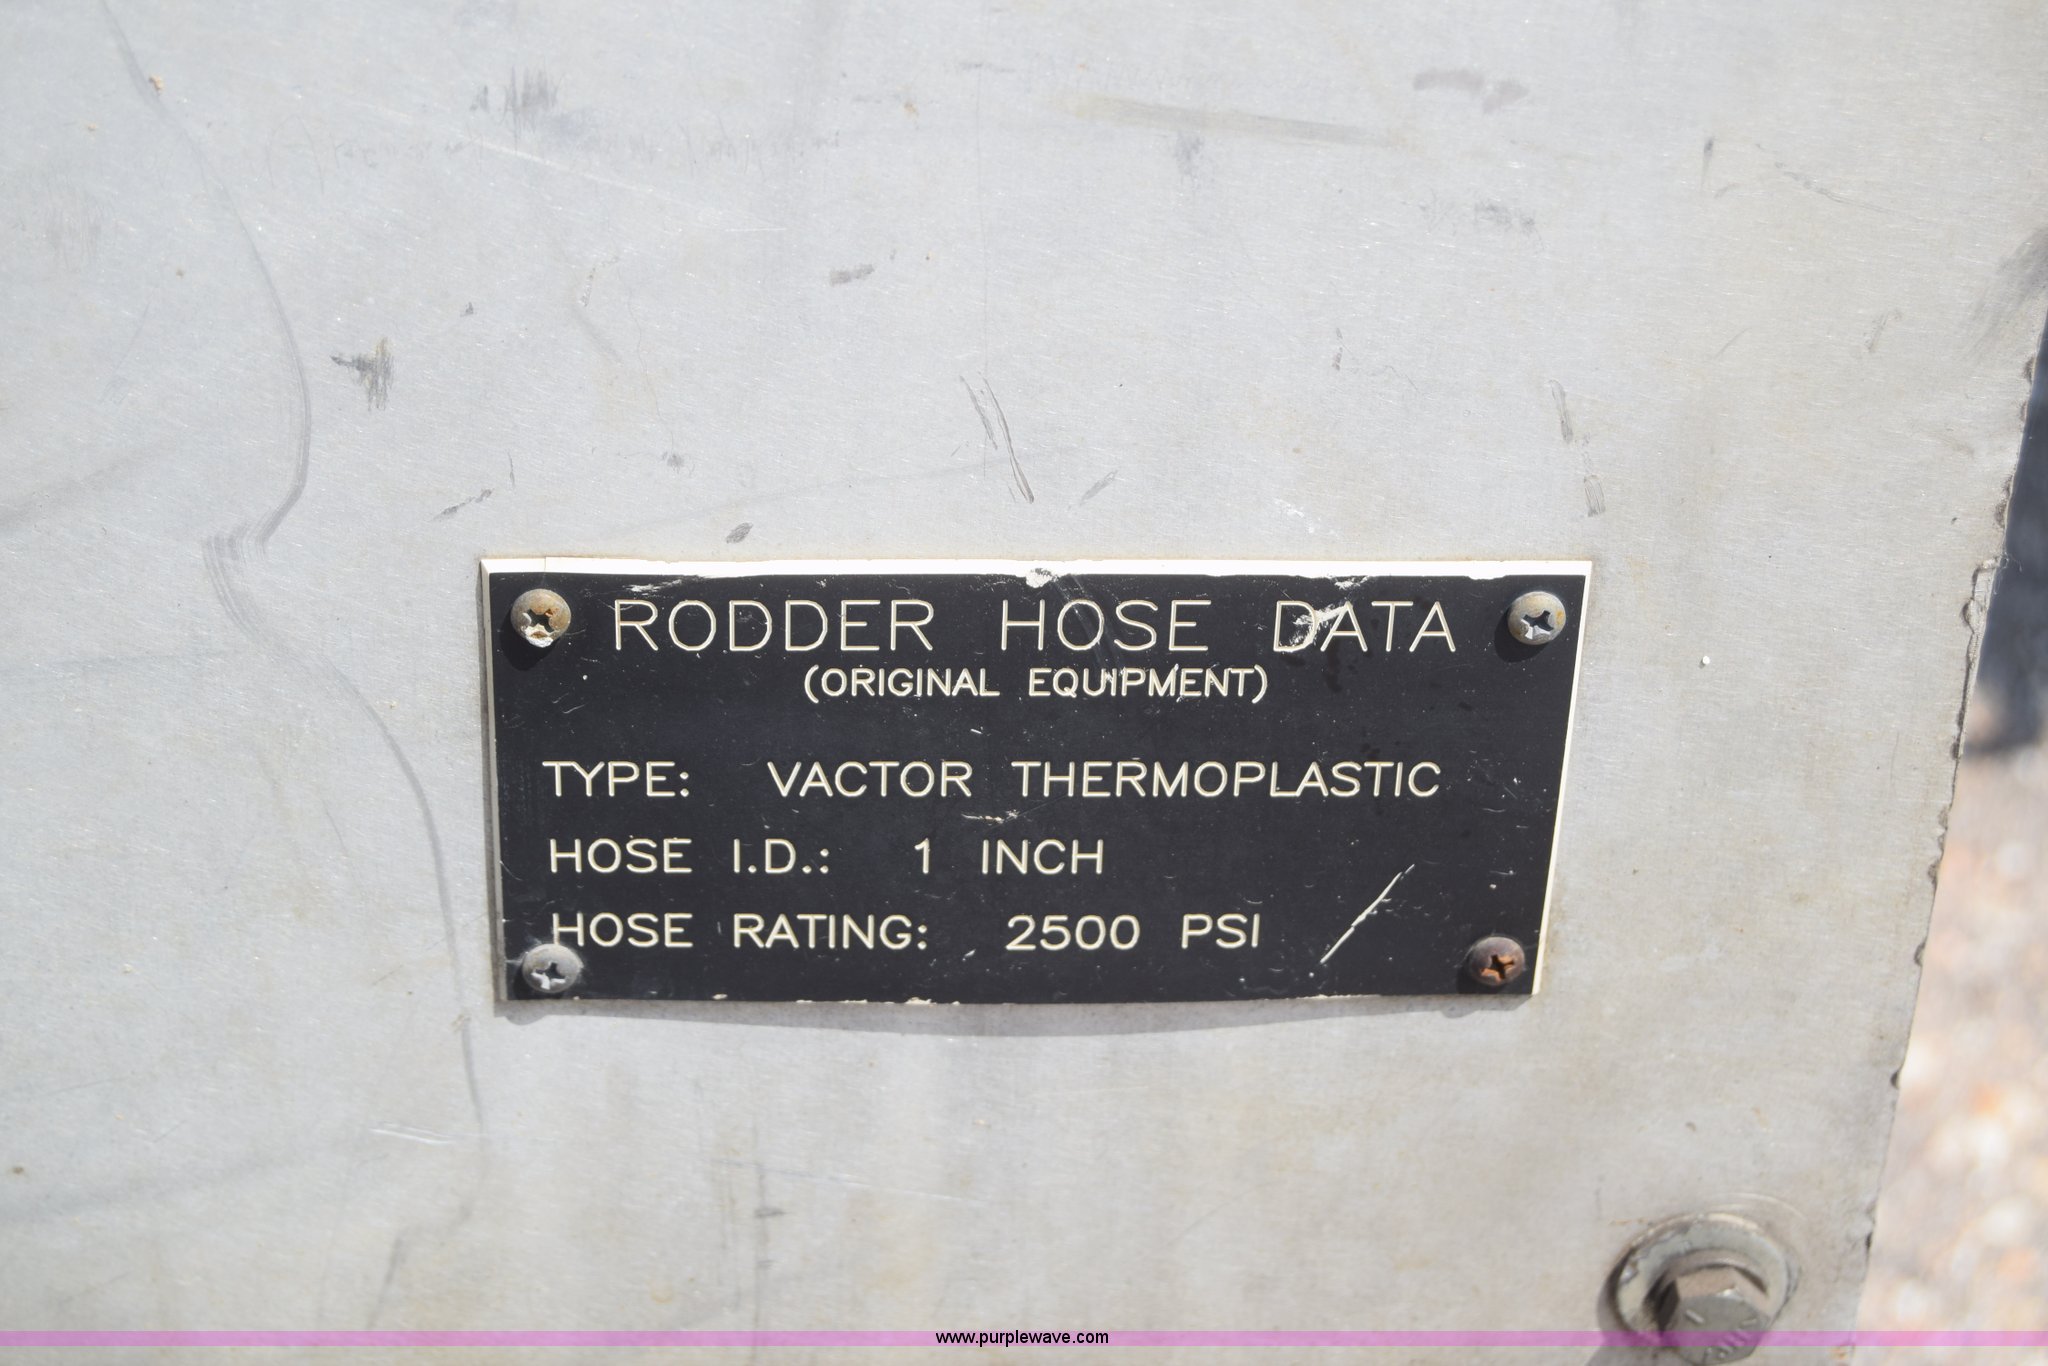 RODDER HOSE DATA
(ORIGINAL EQUIPMENT)
TYPE: VACTOR THERMOPLASTIC
HOSE I.D.: 1 INCH
HOSE RATING: 2500 PSI
www.purplewave.com